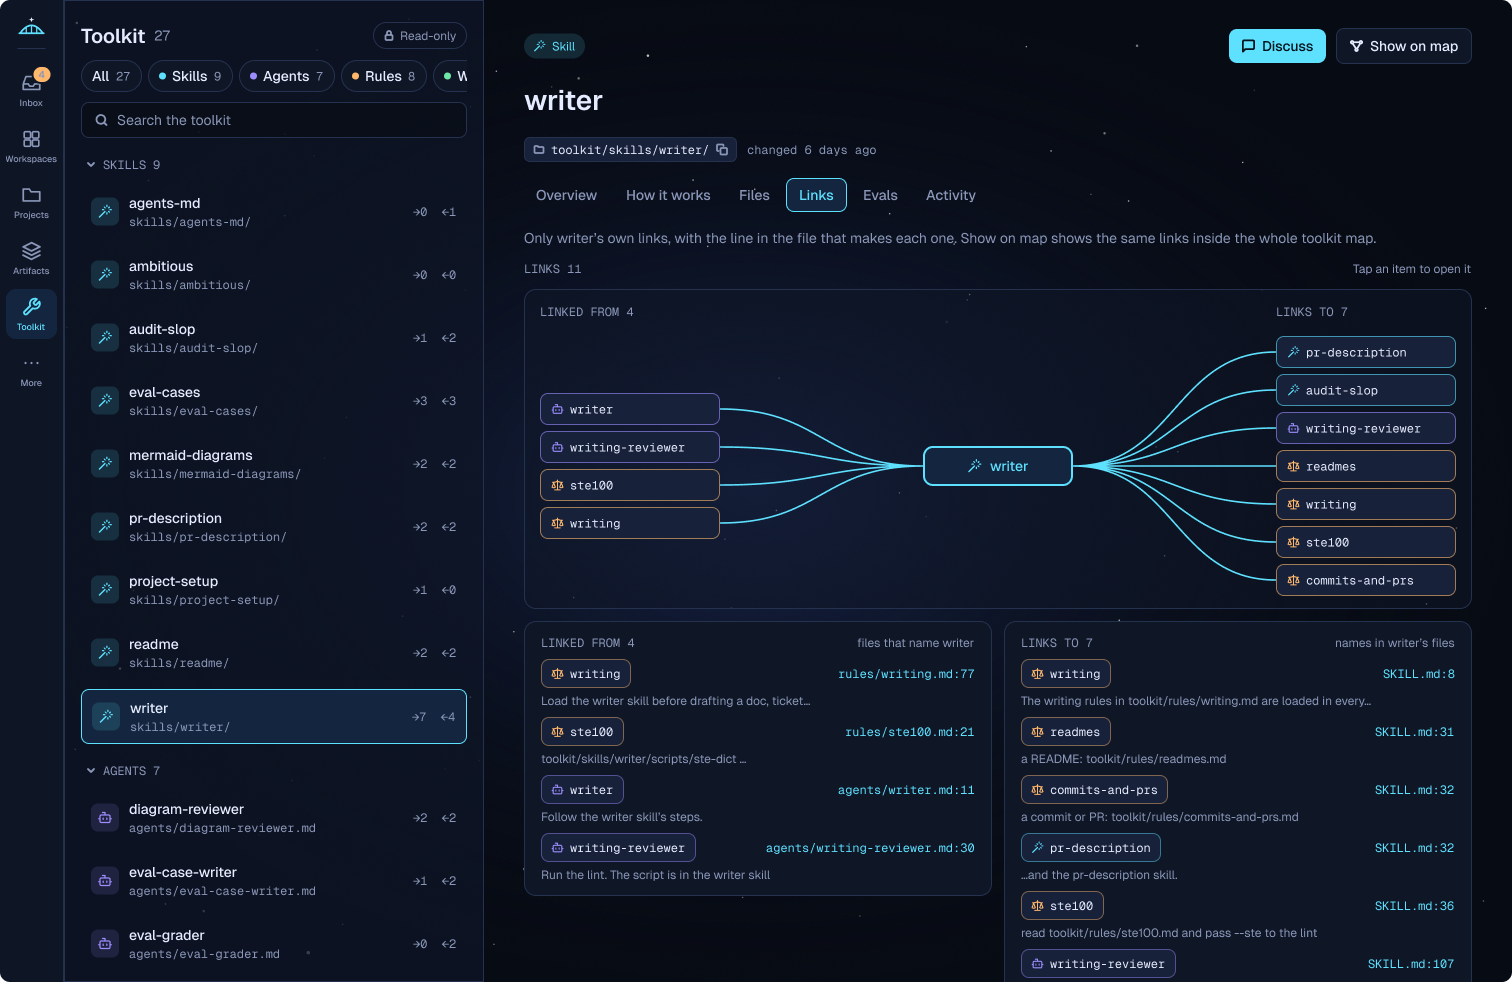 4
Inbox
Workspaces
Projects
Artifacts
Toolkit
More
Toolkit 27
Read-only
All 27
Skills 9
Agents 7
Rules 8
Search the toolkit
SKILLS 9
agents-md
skills/agents-md/
→0 ←1
ambitious
skills/ambitious/
→0 ←0
audit-slop
skills/audit-slop/
→1 ←2
eval-cases
skills/eval-cases/
→3 ←3
mermaid-diagrams
skills/mermaid-diagrams/
→2 ←2
pr-description
skills/pr-description/
→2 ←2
project-setup
skills/project-setup/
→1 ←0
readme
skills/readme/
→2 ←2
writer
skills/writer/
→7 ←4
AGENTS 7
diagram-reviewer
agents/diagram-reviewer.md
→2 ←2
eval-case-writer
agents/eval-case-writer.md
→1 ←2
eval-grader
agents/eval-grader.md
→0 ←2
Skill
Discuss
Show on map
writer
toolkit/skills/writer/
changed 6 days ago
Overview
How it works
Files
Links
Evals
Activity
Only writer's own links, with the line in the file that makes each one. Show on map shows the same links inside the whole toolkit map.
LINKS 11
Tap an item to open it
LINKED FROM 4
writer
writing-reviewer
ste100
writing
writer
LINKS TO 7
pr-description
audit-slop
writing-reviewer
readmes
writing
ste100
commits-and-prs
LINKED FROM 4
files that name writer
writing
rules/writing.md:77
Load the writer skill before drafting a doc, ticket…
ste100
rules/ste100.md:21
toolkit/skills/writer/scripts/ste-dict …
writer
agents/writer.md:11
Follow the writer skill's steps.
writing-reviewer
agents/writing-reviewer.md:30
Run the lint. The script is in the writer skill
LINKS TO 7
names in writer's files
writing
SKILL.md:8
The writing rules in toolkit/rules/writing.md are loaded in every…
readmes
SKILL.md:31
a README: toolkit/rules/readmes.md
commits-and-prs
SKILL.md:32
a commit or PR: toolkit/rules/commits-and-prs.md
pr-description
SKILL.md:32
…and the pr-description skill.
ste100
SKILL.md:36
read toolkit/rules/ste100.md and pass --ste to the lint
writing-reviewer
SKILL.md:107